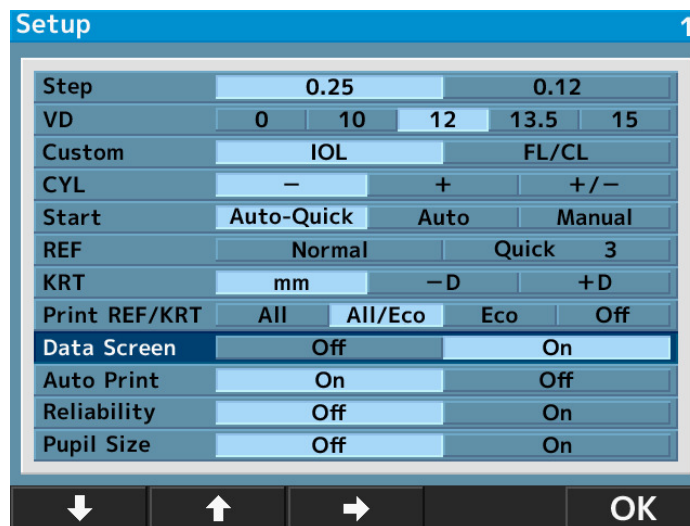 Setup 1
Step 0.25 0.12
VD 0 10 12 13.5 15
Custom IOL FL/CL
CYL − + +/−
Start Auto-Quick Auto Manual
REF Normal Quick 3
KRT mm −D +D
Print REF/KRT All All/Eco Eco Off
Data Screen Off On
Auto Print On Off
Reliability Off On
Pupil Size Off On
OK